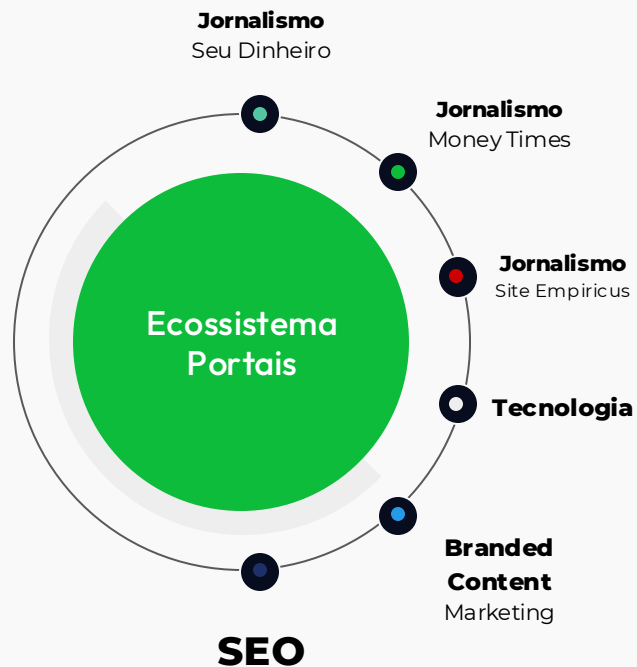 Jornalismo
Seu Dinheiro
Jornalismo
Money Times
Jornalismo
Site Empiricus
Ecossistema
Portais
Tecnologia
Branded
Content
Marketing
SEO